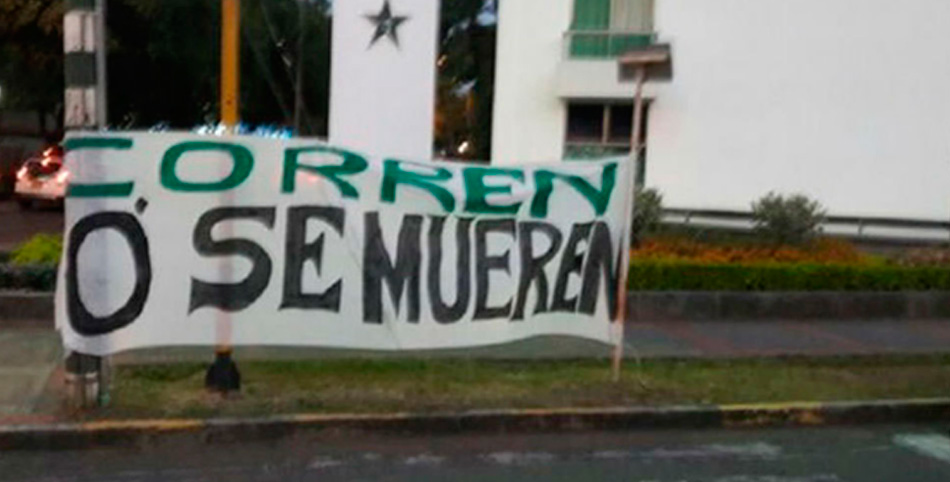 CORREN
Ó SE MUEREN